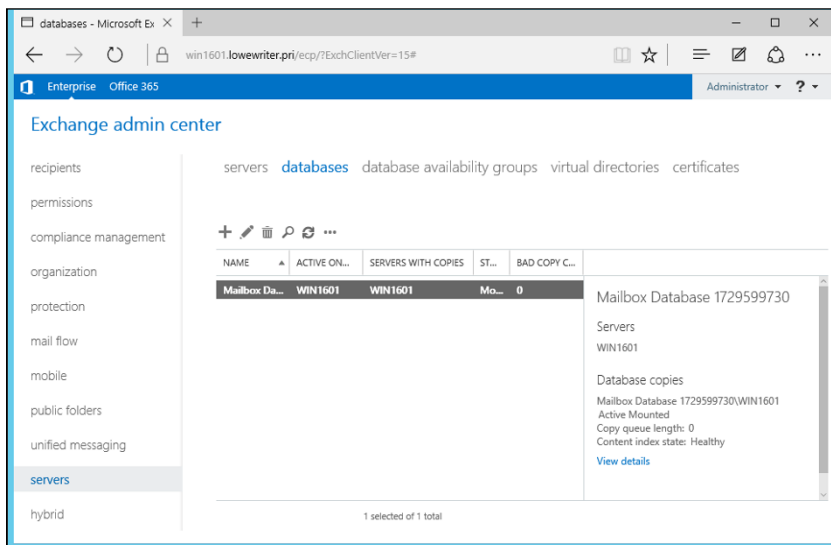 databases - Microsoft Ex
win1601.lowewriter.pri/ecp/?ExchClientVer=15#
Enterprise Office 365 Administrator ?
Exchange admin center
recipients
permissions
compliance management
organization
protection
mail flow
mobile
public folders
unified messaging
servers
hybrid
servers databases database availability groups virtual directories certificates
NAME ACTIVE ON... SERVERS WITH COPIES ST... BAD COPY C...
Mailbox Da... WIN1601 WIN1601 Mo... 0
1 selected of 1 total
Mailbox Database 1729599730
Servers
WIN1601
Database copies
Mailbox Database 1729599730\WIN1601
Active Mounted
Copy queue length: 0
Content index state: Healthy
View details